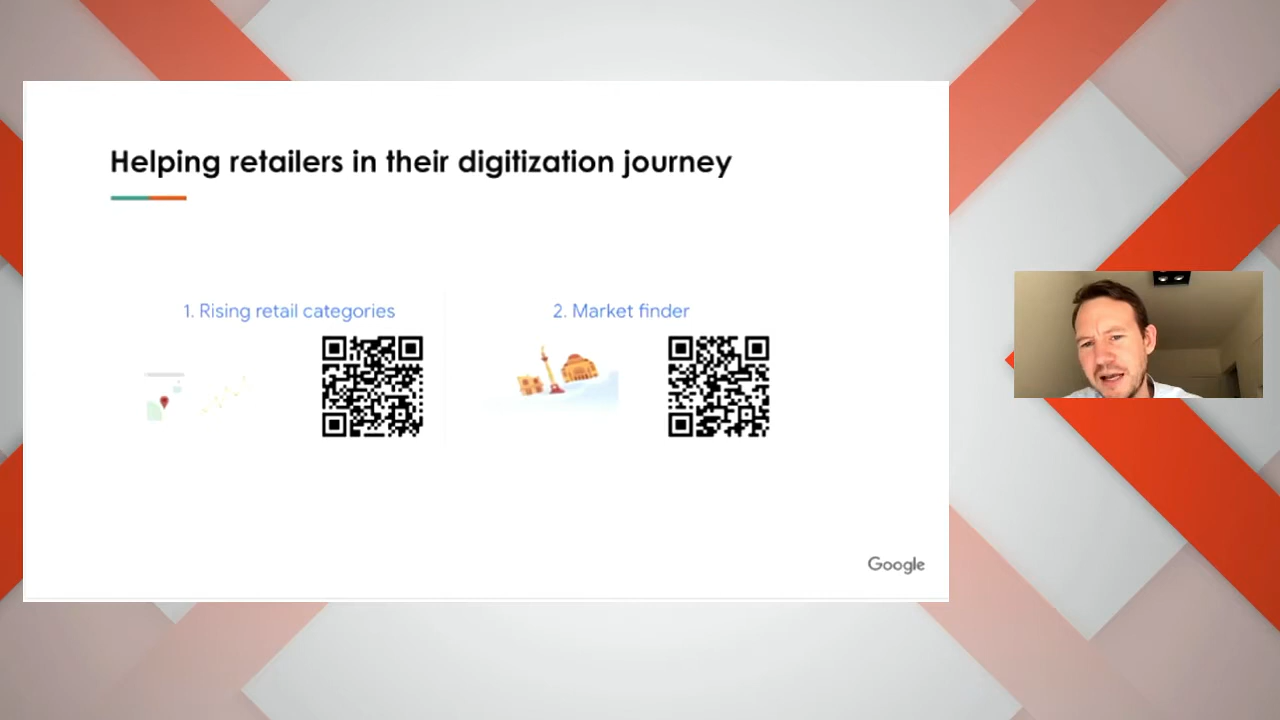 Helping retailers in their digitization journey
1. Rising retail categories
2. Market finder
Google